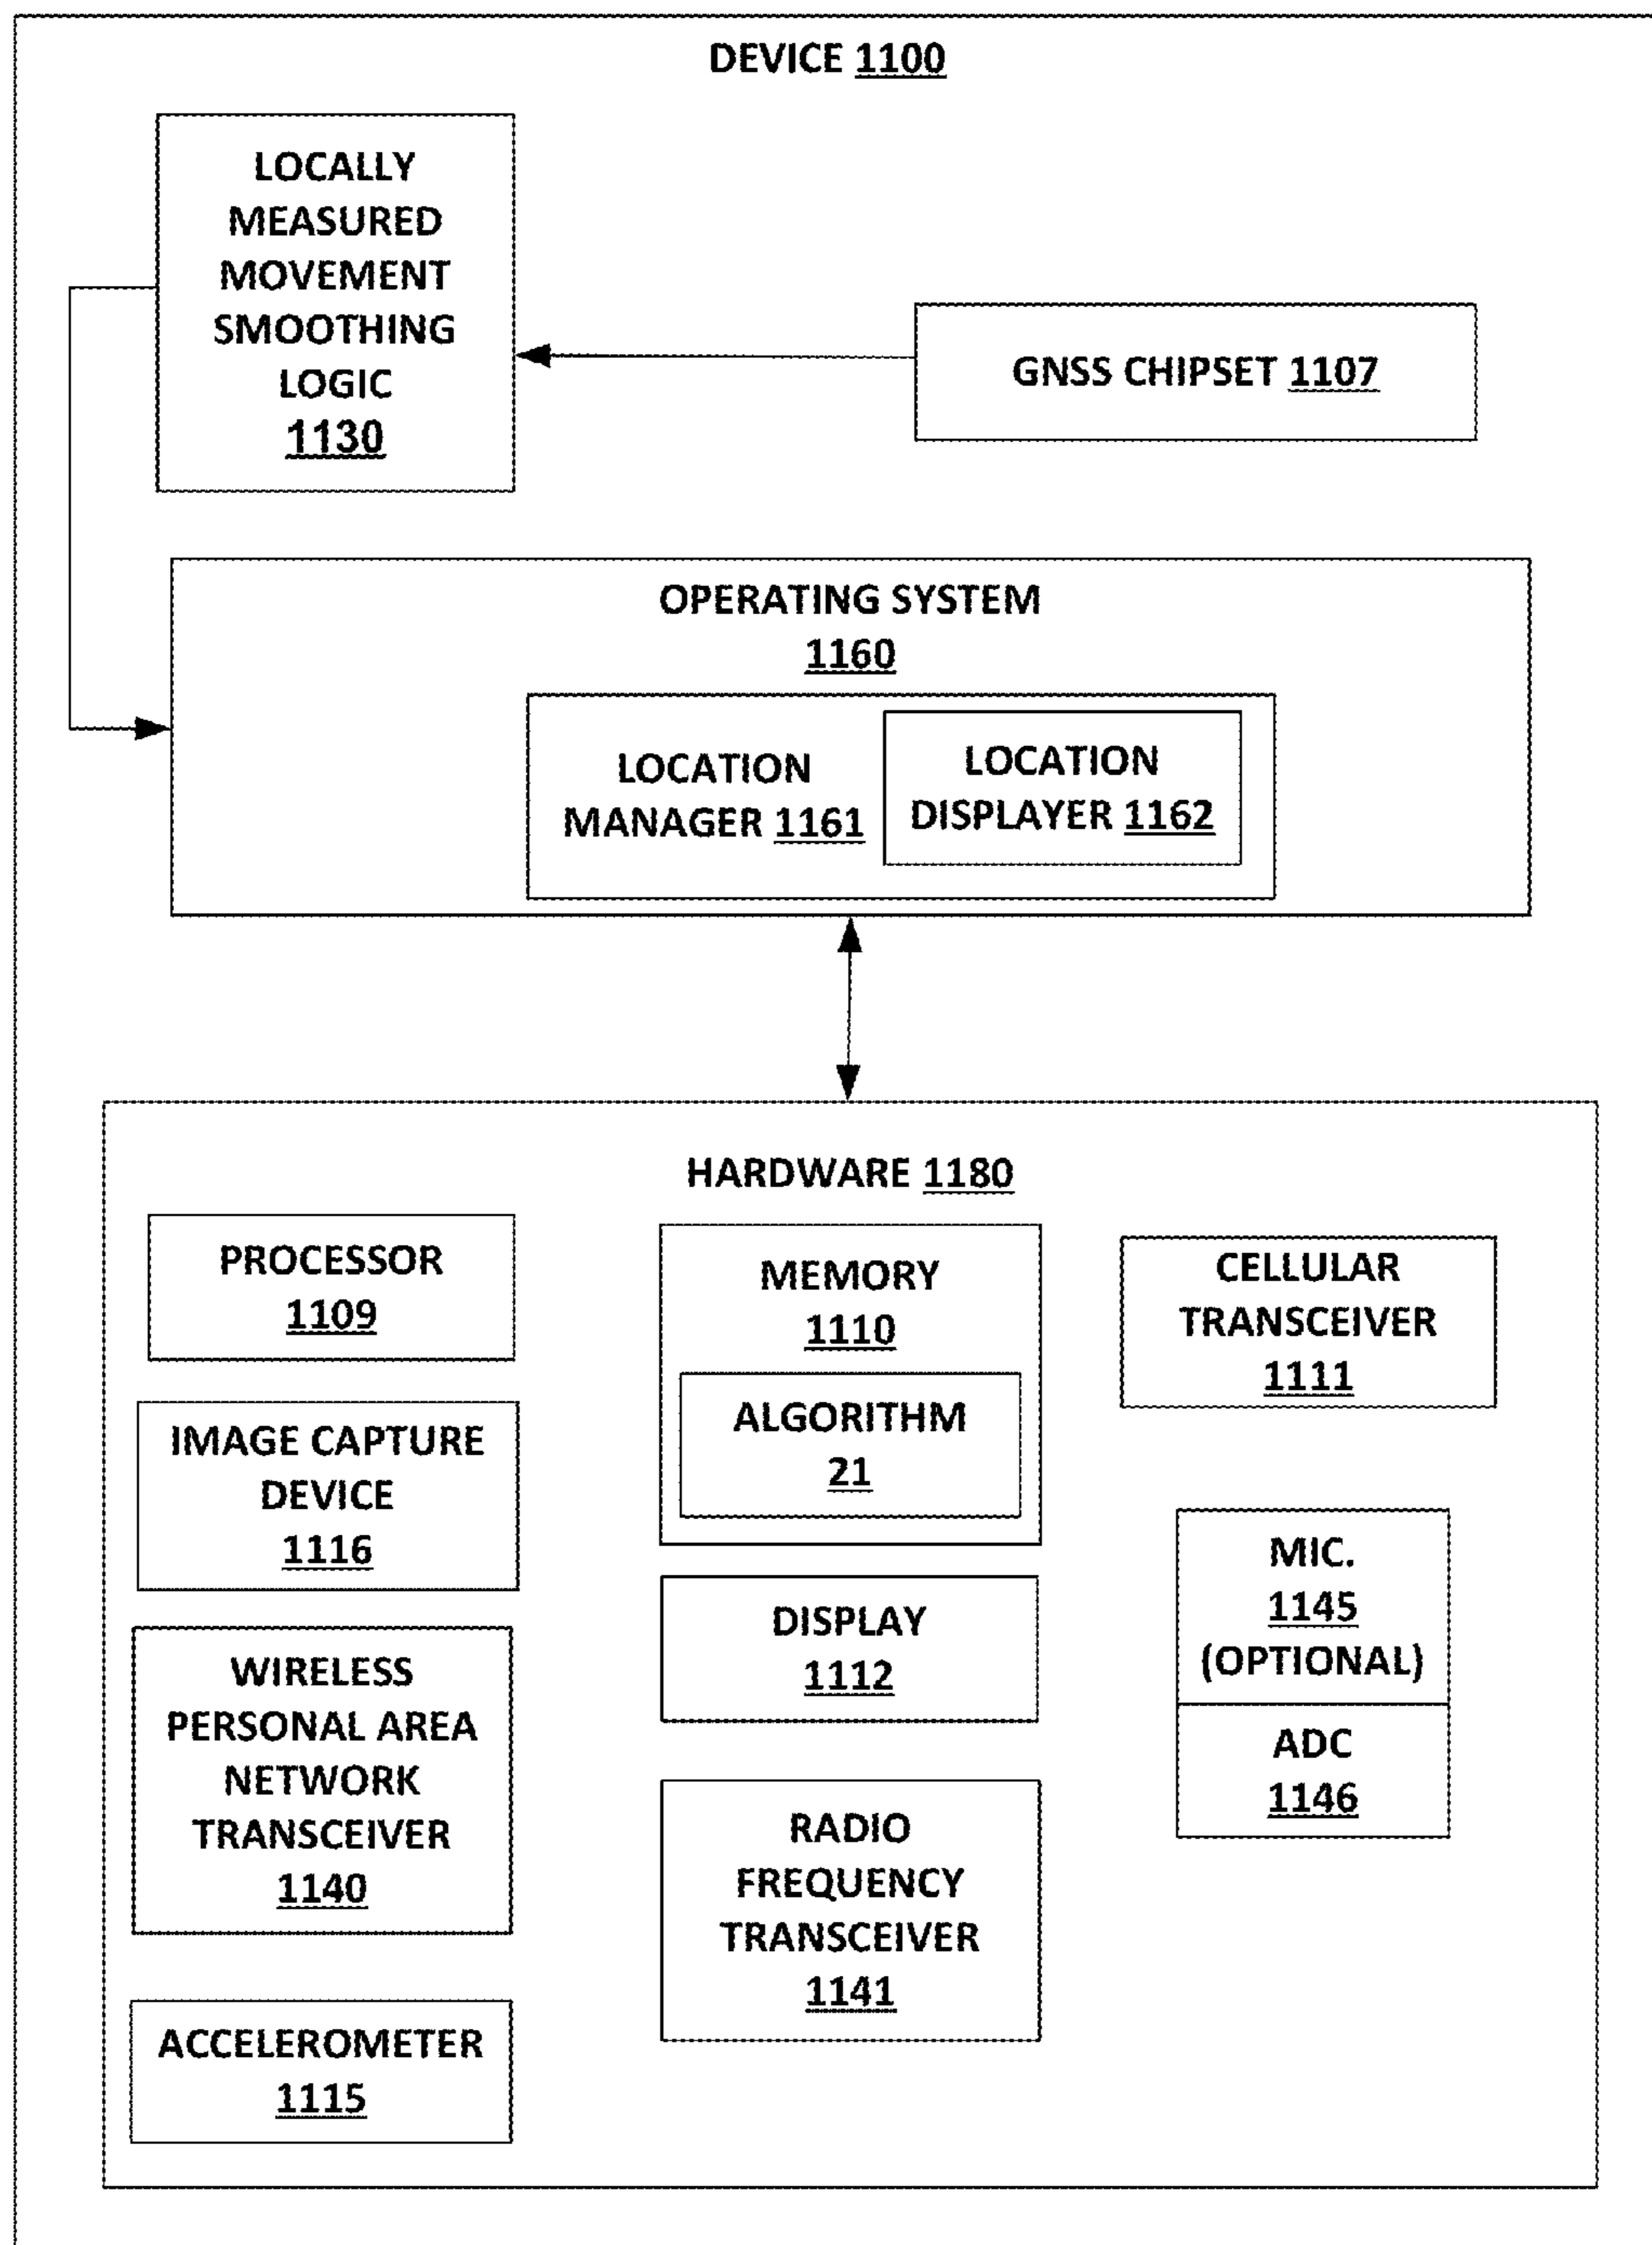 DEVICE 1100
LOCALLY
MEASURED
MOVEMENT
SMOOTHING
LOGIC
1130
GNSS CHIPSET 1107
OPERATING SYSTEM
1160
LOCATION
MANAGER 1161
LOCATION
DISPLAYER 1162
HARDWARE 1180
PROCESSOR
1109
MEMORY
1110
ALGORITHM
21
CELLULAR
TRANSCEIVER
1111
IMAGE CAPTURE
DEVICE
1116
DISPLAY
1112
MIC.
1145
(OPTIONAL)
ADC
1146
WIRELESS
PERSONAL AREA
NETWORK
TRANSCEIVER
1140
RADIO
FREQUENCY
TRANSCEIVER
1141
ACCELEROMETER
1115